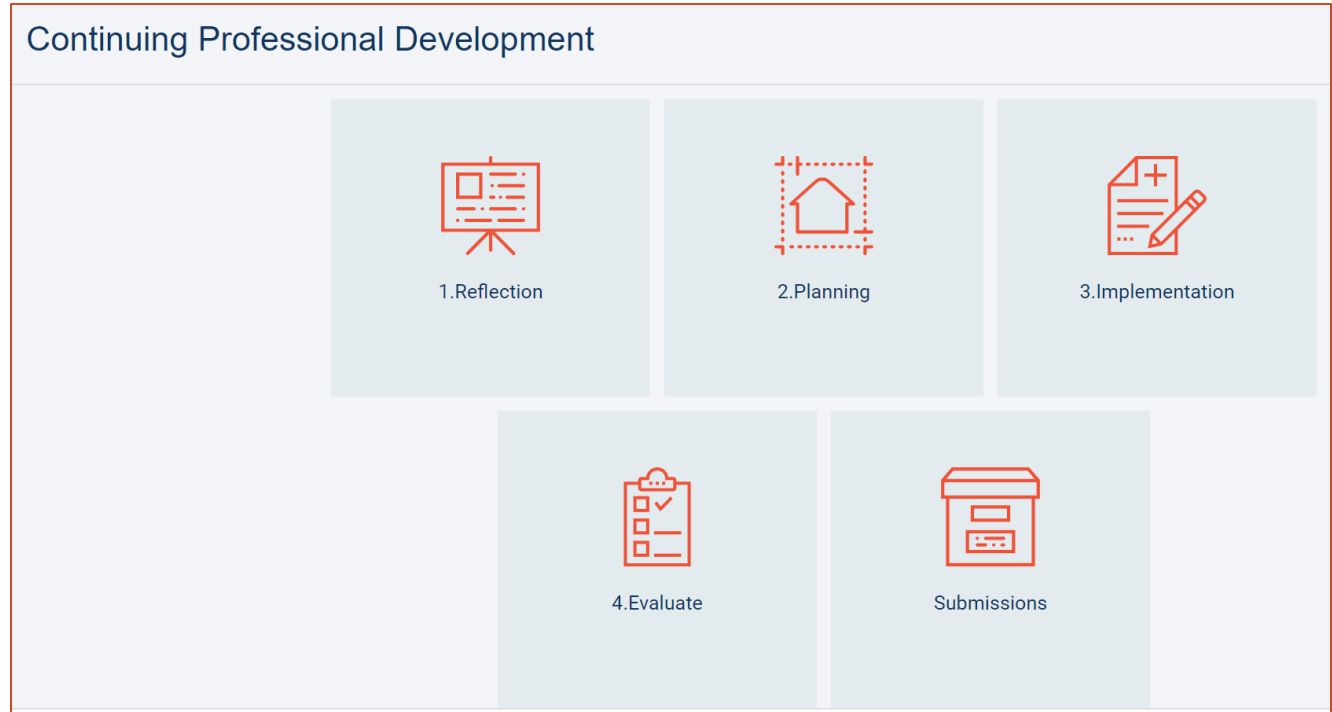 Continuing Professional Development
1.Reflection
2.Planning
3.Implementation
4.Evaluate
Submissions